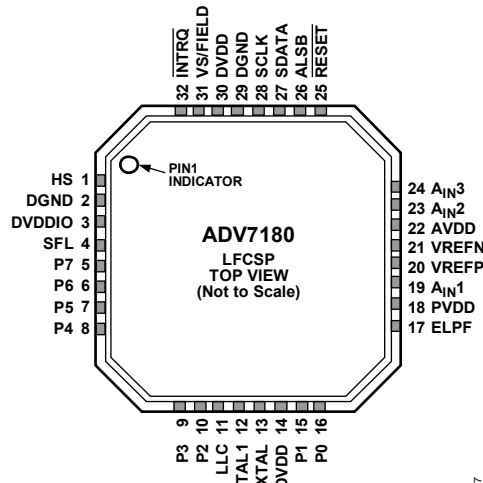 32 INTRQ
31 VS/FIELD
30 DVDD
29 DGND
28 SCLK
27 SDATA
26 ALSB
25 RESET
PIN1
INDICATOR
HS 1
DGND 2
DVDDIO 3
SFL 4
P7 5
P6 6
P5 7
P4 8
ADV7180
LFCSP
TOP VIEW
(Not to Scale)
24 AIN3
23 AIN2
22 AVDD
21 VREFN
20 VREFP
19 AIN1
18 PVDD
17 ELPF
P3 9
P2 10
LLC 11
TAL1 12
XTAL 13
DVDD 14
P1 15
P0 16
7